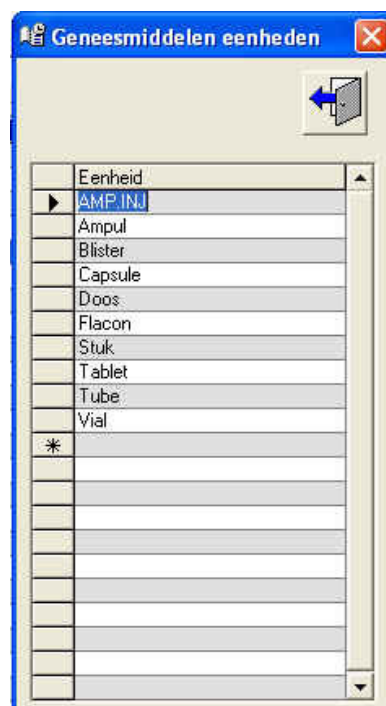 Geneesmiddelen eenheden
Eenheid
AMP.INJ
Ampul
Blister
Capsule
Doos
Flacon
Stuk
Tablet
Tube
Vial